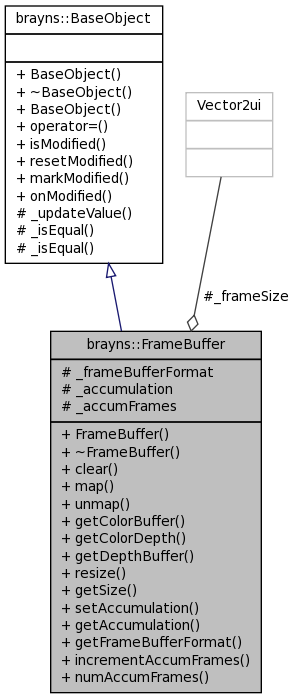 brayns::BaseObject
+ BaseObject()
+ ~BaseObject()
+ BaseObject()
+ operator=()
+ isModified()
+ resetModified()
+ markModified()
+ onModified()
# _updateValue()
# _isEqual()
# _isEqual()
Vector2ui
#_frameSize
brayns::FrameBuffer
# _frameBufferFormat
# _accumulation
# _accumFrames
+ FrameBuffer()
+ ~FrameBuffer()
+ clear()
+ map()
+ unmap()
+ getColorBuffer()
+ getColorDepth()
+ getDepthBuffer()
+ resize()
+ getSize()
+ setAccumulation()
+ getAccumulation()
+ getFrameBufferFormat()
+ incrementAccumFrames()
+ numAccumFrames()